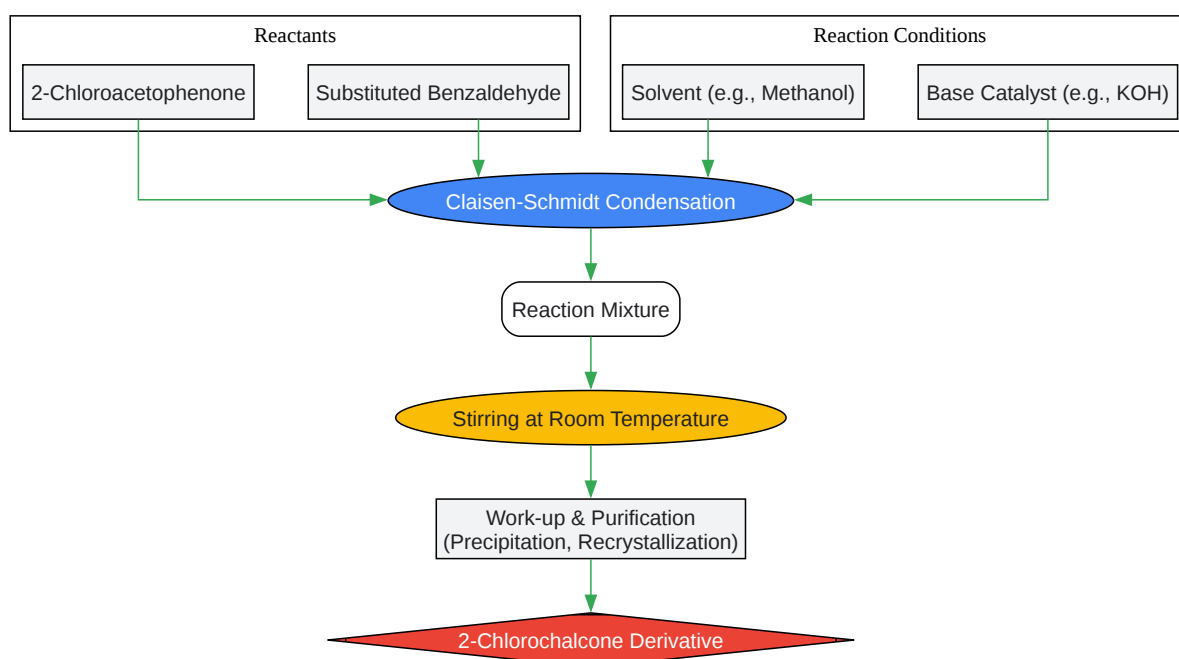 Reactants
Reaction Conditions
2-Chloroacetophenone
Substituted Benzaldehyde
Solvent (e.g., Methanol)
Base Catalyst (e.g., KOH)
Claisen-Schmidt Condensation
Reaction Mixture
Stirring at Room Temperature
Work-up & Purification
(Precipitation, Recrystallization)
2-Chlorochalcone Derivative